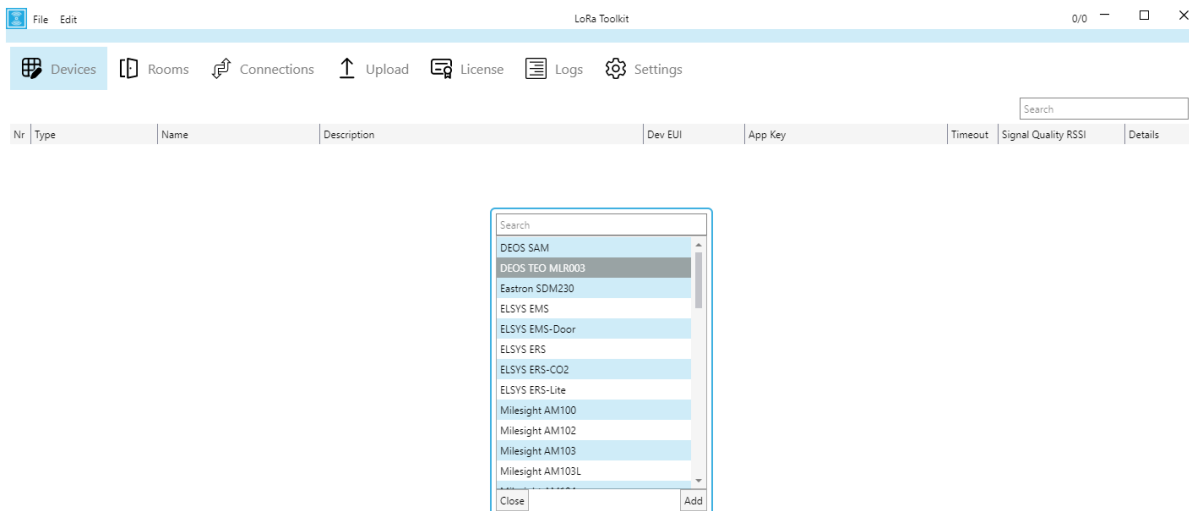 File Edit LoRa Toolkit 0/0
Devices Rooms Connections Upload License Logs Settings
Search
Nr Type Name Description Dev EUI App Key Timeout Signal Quality RSSI Details
Search
DEOS SAM
DEOS TEO MLR003
Eastron SDM230
ELSYS EMS
ELSYS EMS-Door
ELSYS ERS
ELSYS ERS-CO2
ELSYS ERS-Lite
Milesight AM100
Milesight AM102
Milesight AM103
Milesight AM103L
Close Add